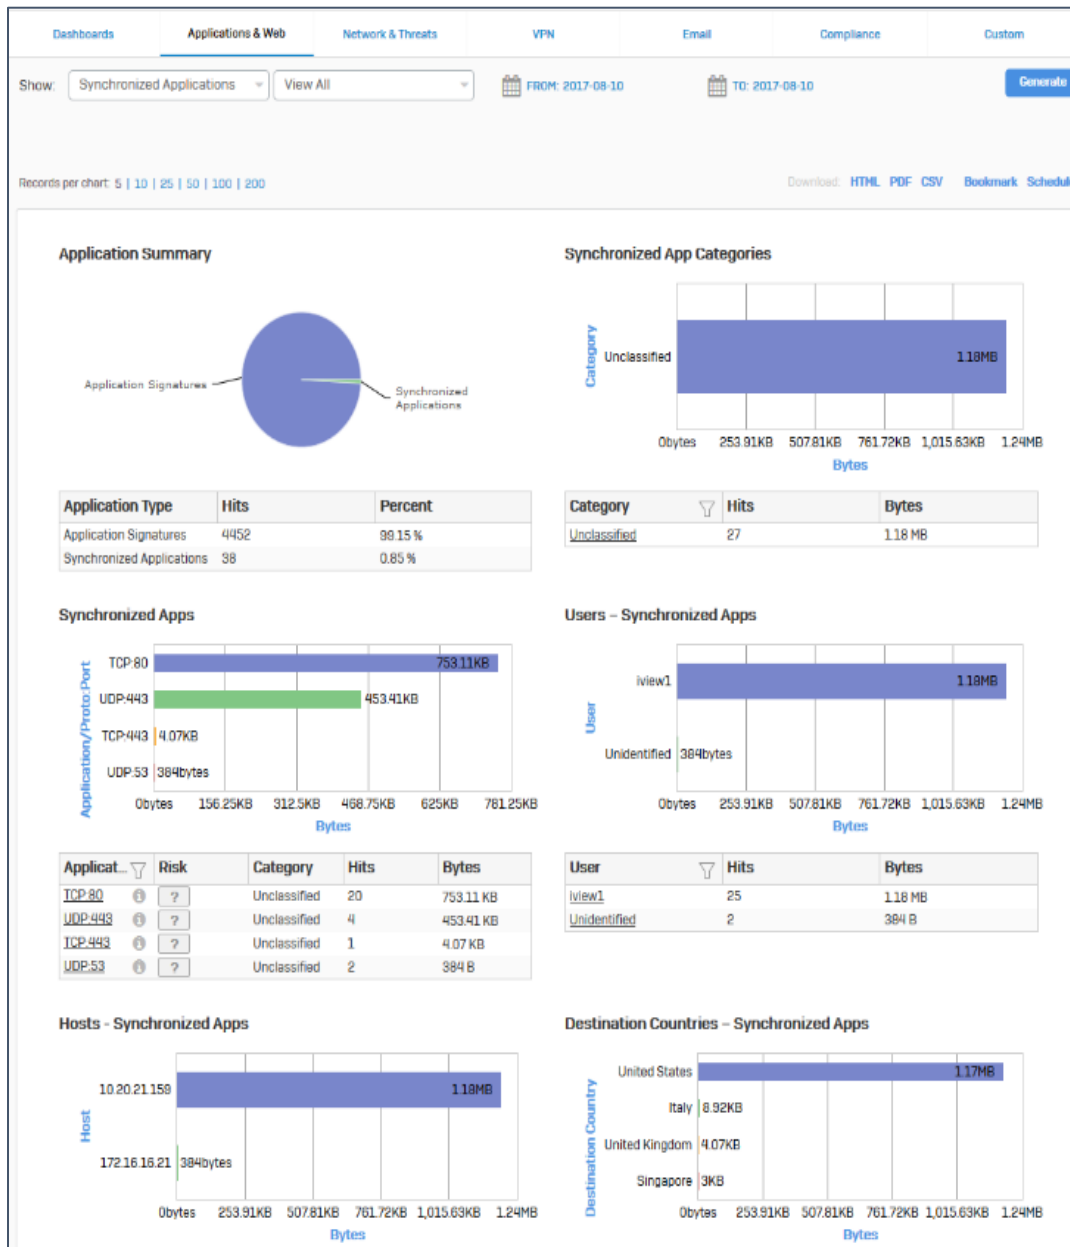 Dashboards Applications & Web Network & Threats VPN Email Compliance Custom
Show: Synchronized Applications View All FROM: 2017-08-10 TO: 2017-08-10 Generate
Records per chart: 5 | 10 | 25 | 50 | 100 | 200 Download: HTML PDF CSV Bookmark Schedul
Application Summary
Application Signatures
Synchronized
Applications
Application Type Hits Percent
Application Signatures 4452 99.15 %
Synchronized Applications 38 0.85 %
Synchronized App Categories
Category
Unclassified 1.18MB
0bytes 253.91KB 507.81KB 761.72KB 1,015.63KB 1.24MB
Bytes
Category Hits Bytes
Unclassified 27 1.18 MB
Synchronized Apps
Application/Proto:Port
TCP:80 753.11KB
UDP:443 453.41KB
TCP:443 4.07KB
UDP:53 384bytes
0bytes 156.25KB 312.5KB 468.75KB 625KB 781.25KB
Bytes
Applicat... Risk Category Hits Bytes
TCP:80 i ? Unclassified 20 753.11 KB
UDP:443 i ? Unclassified 4 453.41 KB
TCP:443 i ? Unclassified 1 4.07 KB
UDP:53 i ? Unclassified 2 384 B
Users – Synchronized Apps
User
iview1 1.18MB
Unidentified 384bytes
0bytes 253.91KB 507.81KB 761.72KB 1,015.63KB 1.24MB
Bytes
User Hits Bytes
iview1 25 1.18 MB
Unidentified 2 384 B
Hosts - Synchronized Apps
Host
10.20.21.159 1.18MB
172.16.16.21 384bytes
0bytes 253.91KB 507.81KB 761.72KB 1,015.63KB 1.24MB
Bytes
Destination Countries – Synchronized Apps
Destination Country
United States 1.17MB
Italy 8.92KB
United Kingdom 4.07KB
Singapore 3KB
0bytes 253.91KB 507.81KB 761.72KB 1,015.63KB 1.24MB
Bytes